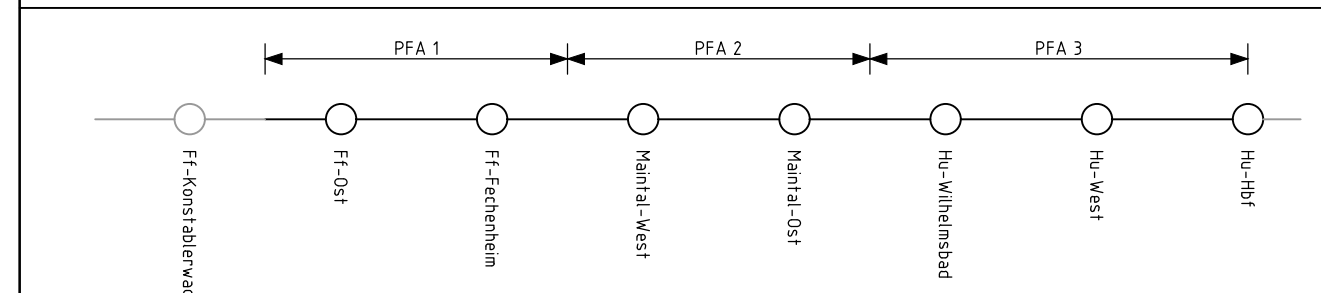 PFA 1
PFA 2
PFA 3
Ff-Ost
Ff-Fechenheim
Maintal-West
Maintal-Ost
Hu-Wilhelmsbad
Hu-West
Hu-Hbf